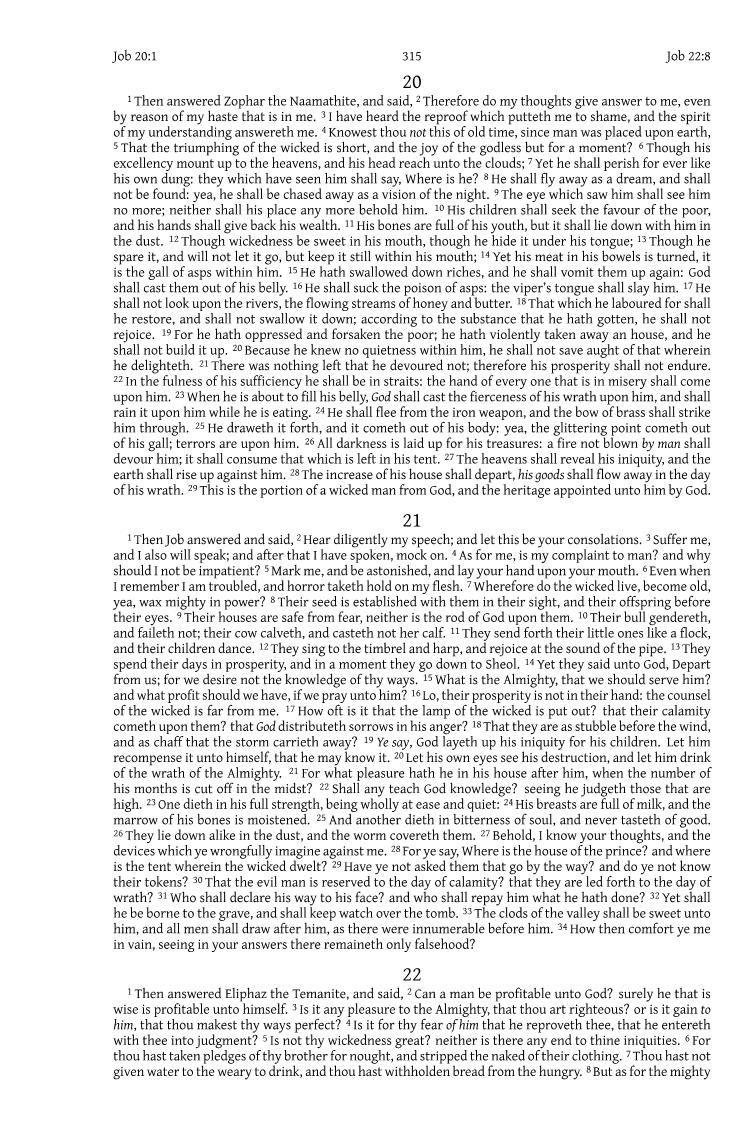 Job 20:1 315 Job 22:8
20
1 Then answered Zophar the Naamathite, and said, 2 Therefore do my thoughts give answer to me, even
by reason of my haste that is in me. 3 I have heard the reproof which putteth me to shame, and the spirit
of my understanding answereth me. 4 Knowest thou not this of old time, since man was placed upon earth,
5 That the triumphing of the wicked is short, and the joy of the godless but for a moment? 6 Though his
excellency mount up to the heavens, and his head reach unto the clouds; 7 Yet he shall perish for ever like
his own dung: they which have seen him shall say, Where is he? 8 He shall fly away as a dream, and shall
not be found: yea, he shall be chased away as a vision of the night. 9 The eye which saw him shall see him
no more; neither shall his place any more behold him. 10 His children shall seek the favour of the poor,
and his hands shall give back his wealth. 11 His bones are full of his youth, but it shall lie down with him in
the dust. 12 Though wickedness be sweet in his mouth, though he hide it under his tongue; 13 Though he
spare it, and will not let it go, but keep it still within his mouth; 14 Yet his meat in his bowels is turned, it
is the gall of asps within him. 15 He hath swallowed down riches, and he shall vomit them up again: God
shall cast them out of his belly. 16 He shall suck the poison of asps: the viper's tongue shall slay him. 17 He
shall not look upon the rivers, the flowing streams of honey and butter. 18 That which he laboured for shall
he restore, and shall not swallow it down; according to the substance that he hath gotten, he shall not
rejoice. 19 For he hath oppressed and forsaken the poor; he hath violently taken away an house, and he
shall not build it up. 20 Because he knew no quietness within him, he shall not save aught of that wherein
he delighteth. 21 There was nothing left that he devoured not; therefore his prosperity shall not endure.
22 In the fulness of his sufficiency he shall be in straits: the hand of every one that is in misery shall come
upon him. 23 When he is about to fill his belly, God shall cast the fierceness of his wrath upon him, and shall
rain it upon him while he is eating. 24 He shall flee from the iron weapon, and the bow of brass shall strike
him through. 25 He draweth it forth, and it cometh out of his body: yea, the glittering point cometh out
of his gall; terrors are upon him. 26 All darkness is laid up for his treasures: a fire not blown by man shall
devour him; it shall consume that which is left in his tent. 27 The heavens shall reveal his iniquity, and the
earth shall rise up against him. 28 The increase of his house shall depart, his goods shall flow away in the day
of his wrath. 29 This is the portion of a wicked man from God, and the heritage appointed unto him by God.
21
1 Then Job answered and said, 2 Hear diligently my speech; and let this be your consolations. 3 Suffer me,
and I also will speak; and after that I have spoken, mock on. 4 As for me, is my complaint to man? and why
should I not be impatient? 5 Mark me, and be astonished, and lay your hand upon your mouth. 6 Even when
I remember I am troubled, and horror taketh hold on my flesh. 7 Wherefore do the wicked live, become old,
yea, wax mighty in power? 8 Their seed is established with them in their sight, and their offspring before
their eyes. 9 Their houses are safe from fear, neither is the rod of God upon them. 10 Their bull gendereth,
and faileth not; their cow calveth, and casteth not her calf. 11 They send forth their little ones like a flock,
and their children dance. 12 They sing to the timbrel and harp, and rejoice at the sound of the pipe. 13 They
spend their days in prosperity, and in a moment they go down to Sheol. 14 Yet they said unto God, Depart
from us; for we desire not the knowledge of thy ways. 15 What is the Almighty, that we should serve him?
and what profit should we have, if we pray unto him? 16 Lo, their prosperity is not in their hand: the counsel
of the wicked is far from me. 17 How oft is it that the lamp of the wicked is put out? that their calamity
cometh upon them? that God distributeth sorrows in his anger? 18 That they are as stubble before the wind,
and as chaff that the storm carrieth away? 19 Ye say, God layeth up his iniquity for his children. Let him
recompense it unto himself, that he may know it. 20 Let his own eyes see his destruction, and let him drink
of the wrath of the Almighty. 21 For what pleasure hath he in his house after him, when the number of
his months is cut off in the midst? 22 Shall any teach God knowledge? seeing he judgeth those that are
high. 23 One dieth in his full strength, being wholly at ease and quiet: 24 His breasts are full of milk, and the
marrow of his bones is moistened. 25 And another dieth in bitterness of soul, and never tasteth of good.
26 They lie down alike in the dust, and the worm covereth them. 27 Behold, I know your thoughts, and the
devices which ye wrongfully imagine against me. 28 For ye say, Where is the house of the prince? and where
is the tent wherein the wicked dwelt? 29 Have ye not asked them that go by the way? and do ye not know
their tokens? 30 That the evil man is reserved to the day of calamity? that they are led forth to the day of
wrath? 31 Who shall declare his way to his face? and who shall repay him what he hath done? 32 Yet shall
he be borne to the grave, and shall keep watch over the tomb. 33 The clods of the valley shall be sweet unto
him, and all men shall draw after him, as there were innumerable before him. 34 How then comfort ye me
in vain, seeing in your answers there remaineth only falsehood?
22
1 Then answered Eliphaz the Temanite, and said, 2 Can a man be profitable unto God? surely he that is
wise is profitable unto himself. 3 Is it any pleasure to the Almighty, that thou art righteous? or is it gain to
him, that thou makest thy ways perfect? 4 Is it for thy fear of him that he reproveth thee, that he entereth
with thee into judgment? 5 Is not thy wickedness great? neither is there any end to thine iniquities. 6 For
thou hast taken pledges of thy brother for nought, and stripped the naked of their clothing. 7 Thou hast not
given water to the weary to drink, and thou hast withholden bread from the hungry. 8 But as for the mighty